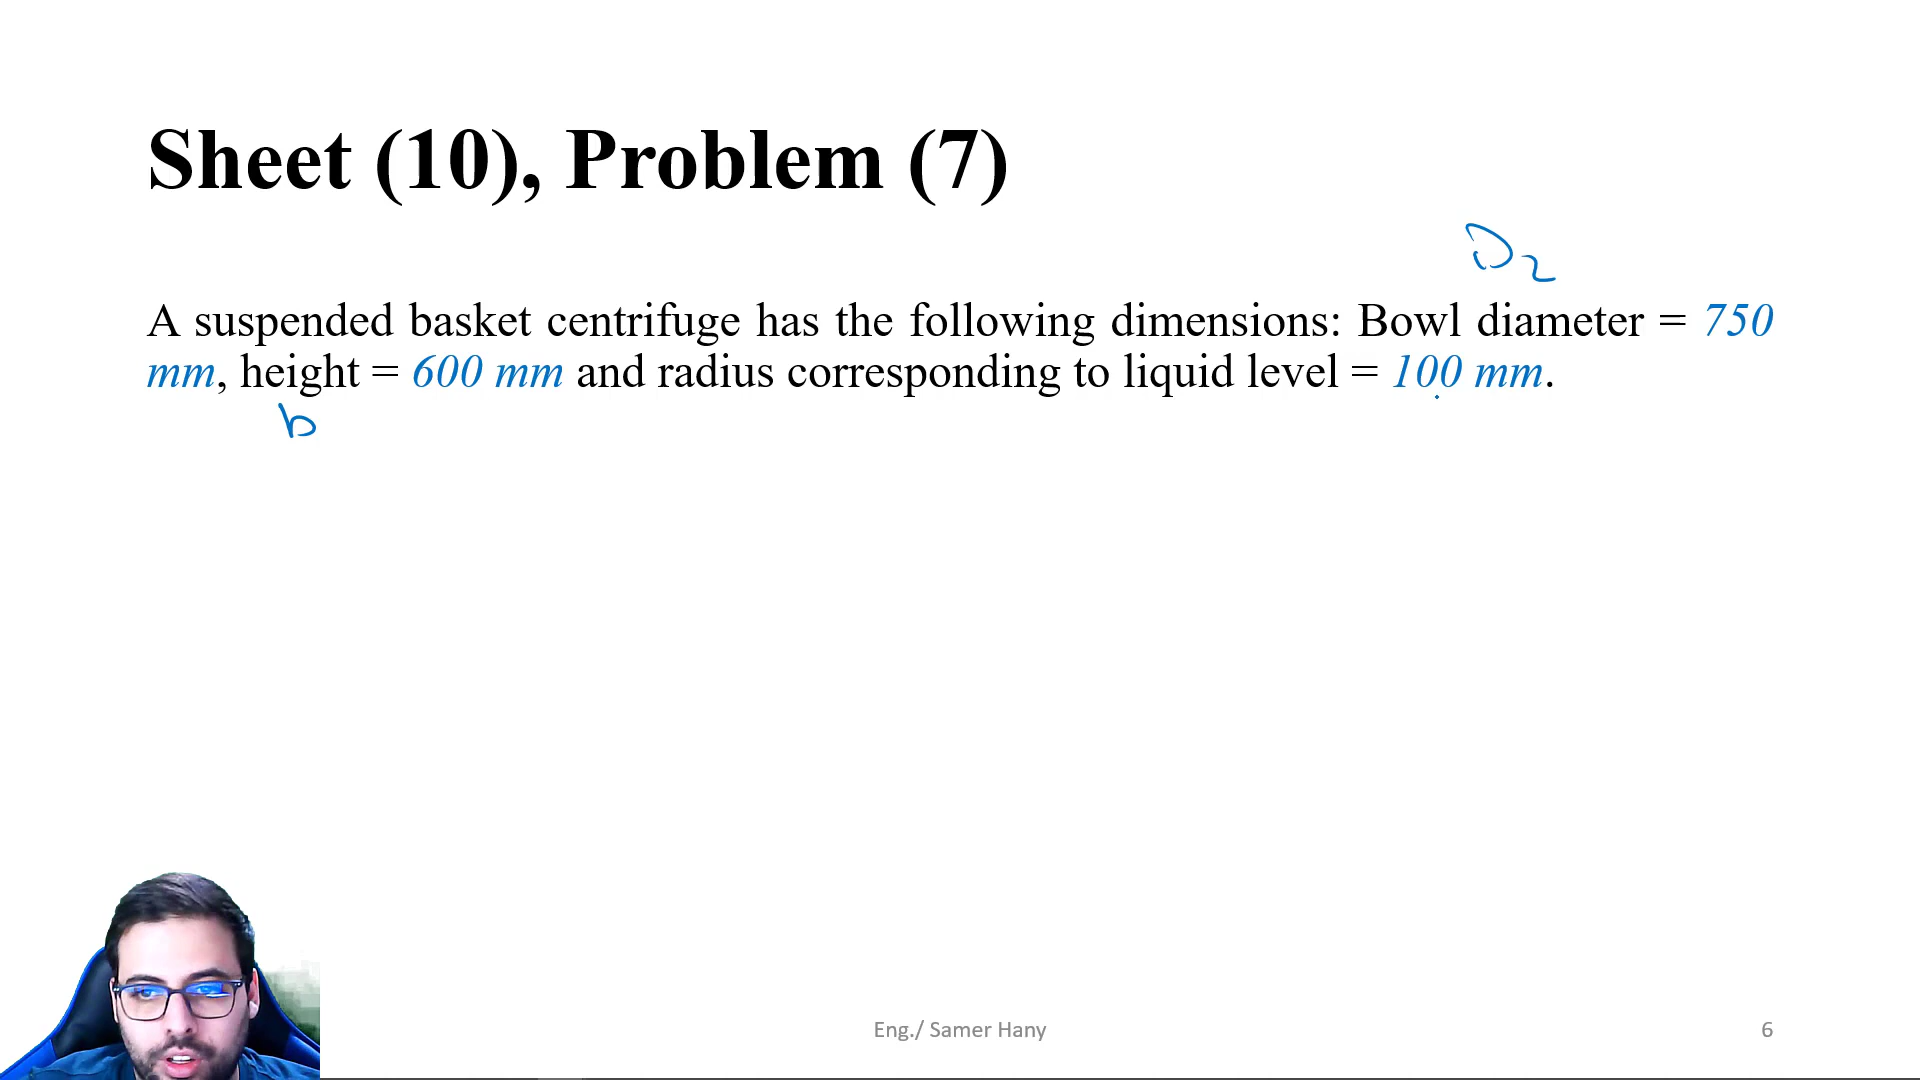 Sheet (10), Problem (7)
D2
A suspended basket centrifuge has the following dimensions: Bowl diameter = 750
mm, height = 600 mm and radius corresponding to liquid level = 100 mm.
b
Eng./ Samer Hany
6